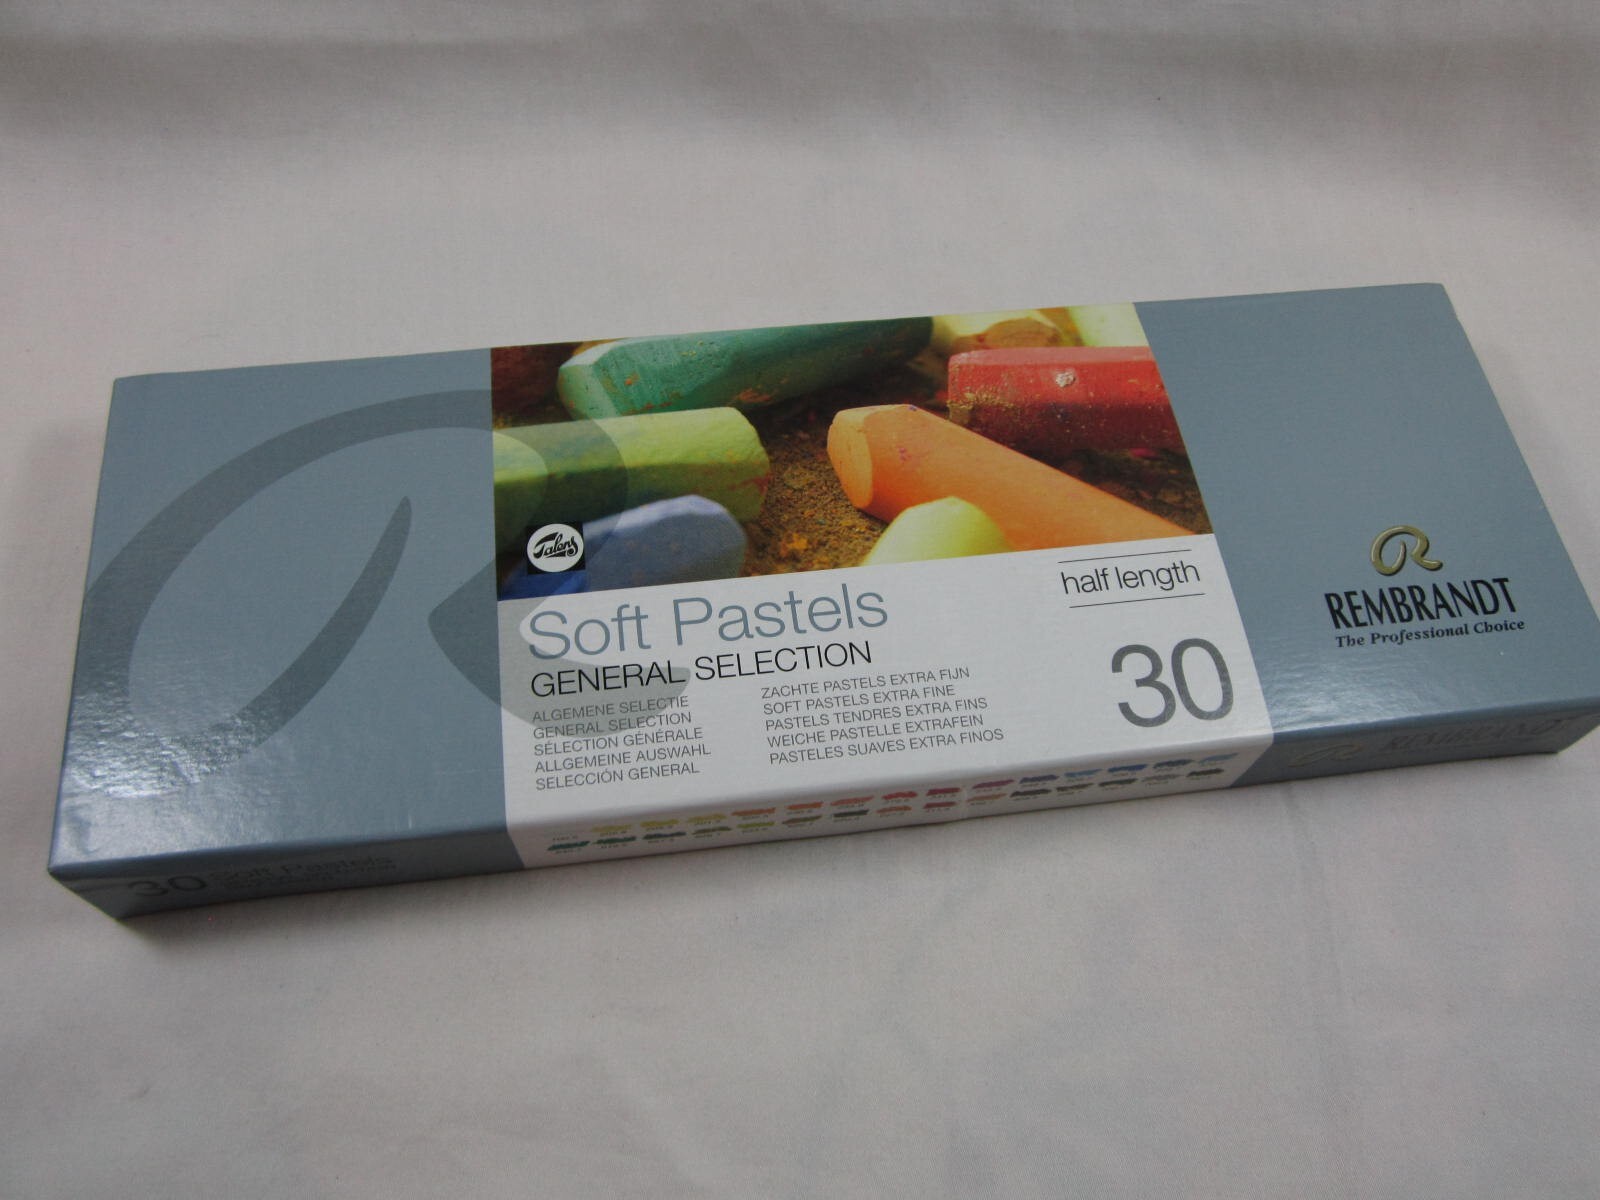 Talens
Soft Pastels
half length
GENERAL SELECTION
30
ALGEMENE SELECTIE
GENERAL SELECTION
SÉLECTION GÉNÉRALE
ALLGEMEINE AUSWAHL
SELECCIÓN GENERAL
ZACHTE PASTELS EXTRA FIJN
SOFT PASTELS EXTRA FINE
PASTELS TENDRES EXTRA FINS
WEICHE PASTELLE EXTRAFEIN
PASTELES SUAVES EXTRA FINOS
REMBRANDT
The Professional Choice
30 Soft Pastels
REMBRANDT